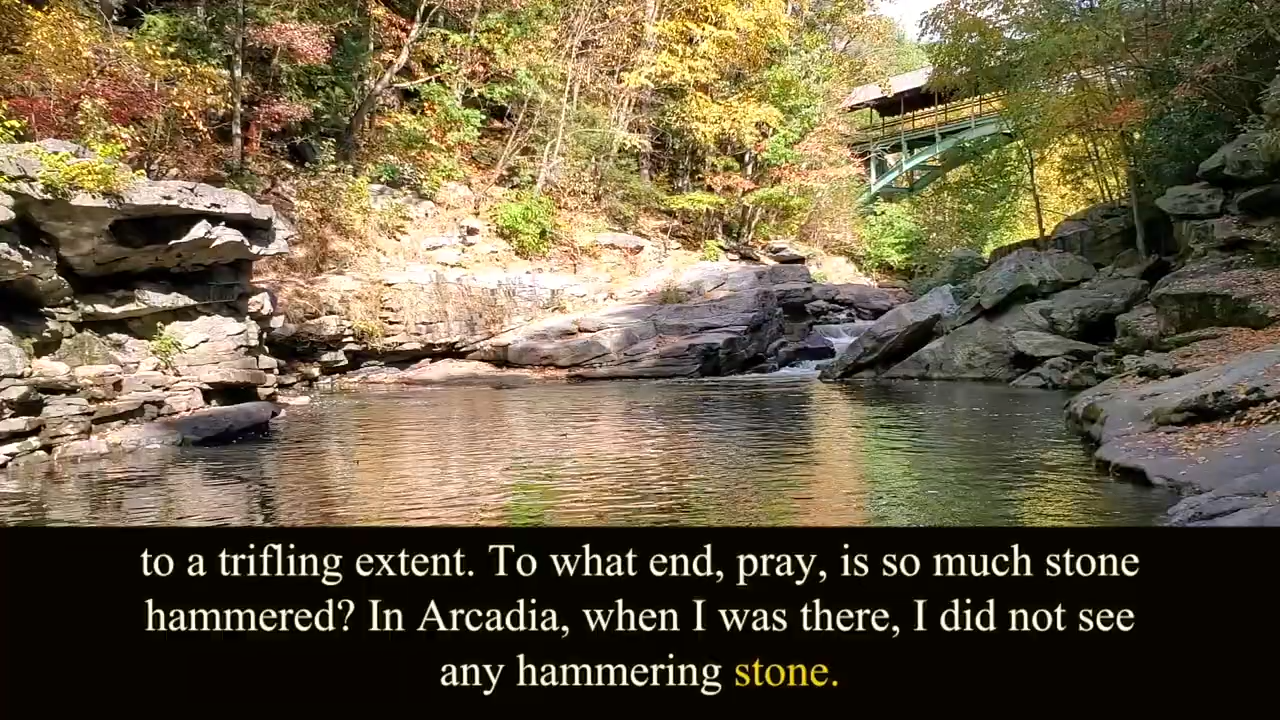 to a trifling extent. To what end, pray, is so much stone
hammered? In Arcadia, when I was there, I did not see
any hammering stone.